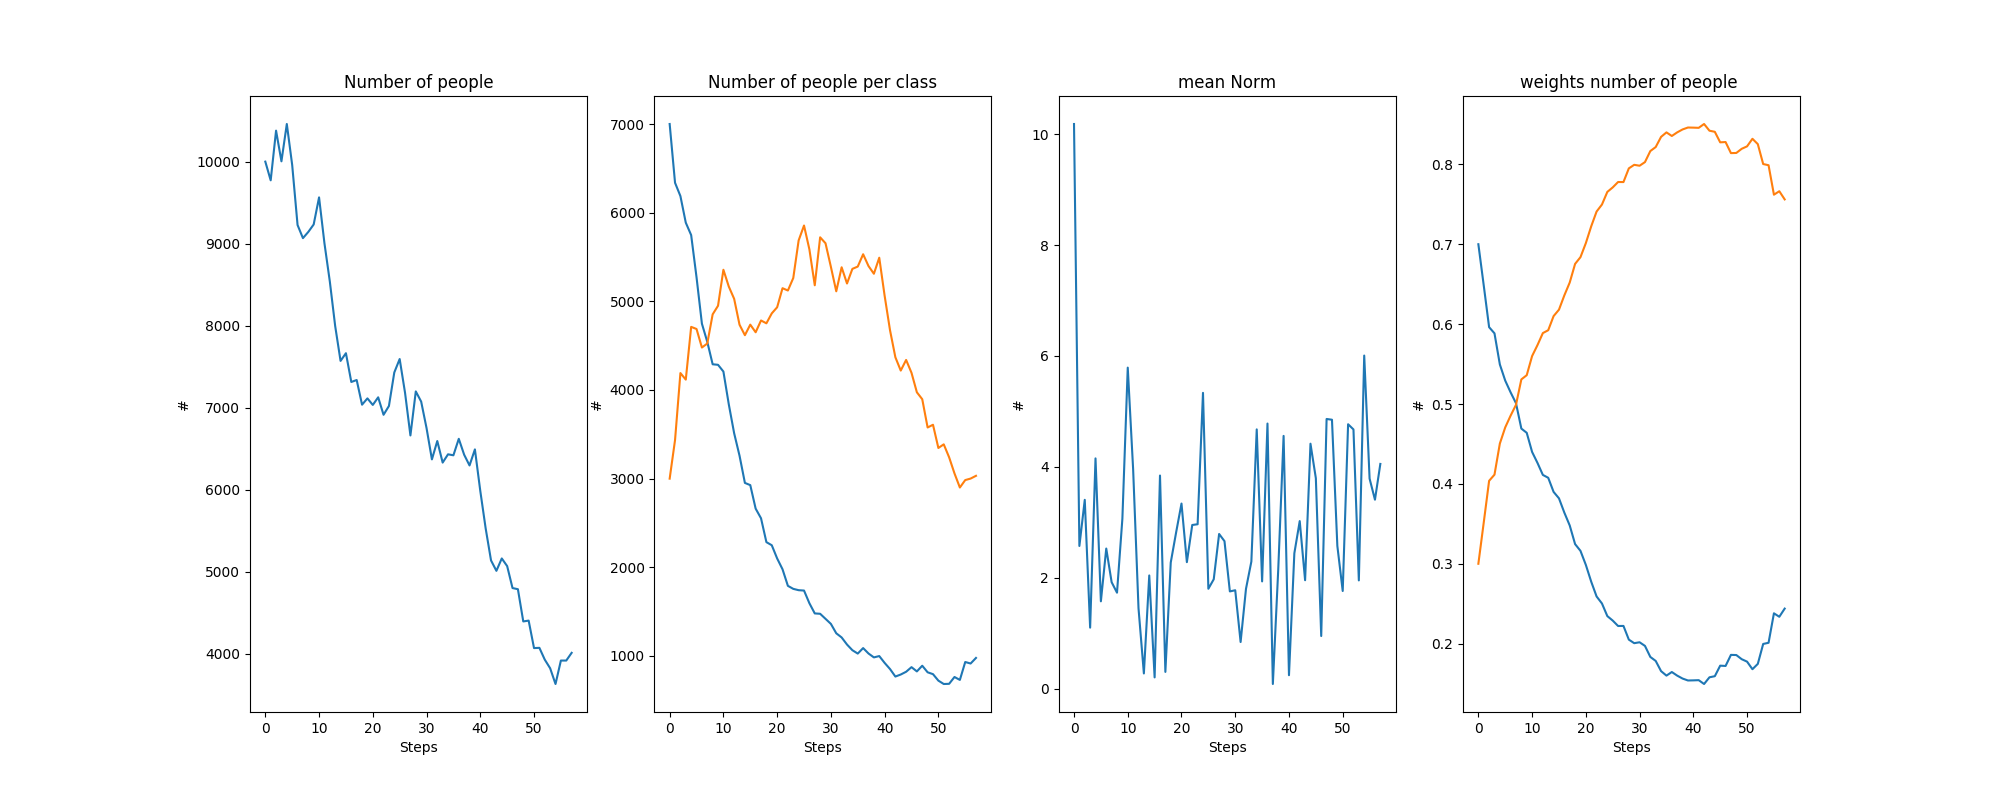 Number of people
10000
9000
8000
7000
6000
5000
4000
#
0 10 20 30 40 50
Steps
Number of people per class
7000
6000
5000
4000
3000
2000
1000
#
0 10 20 30 40 50
Steps
mean Norm
10
8
6
4
2
0
#
0 10 20 30 40 50
Steps
weights number of people
0.8
0.7
0.6
0.5
0.4
0.3
0.2
#
0 10 20 30 40 50
Steps